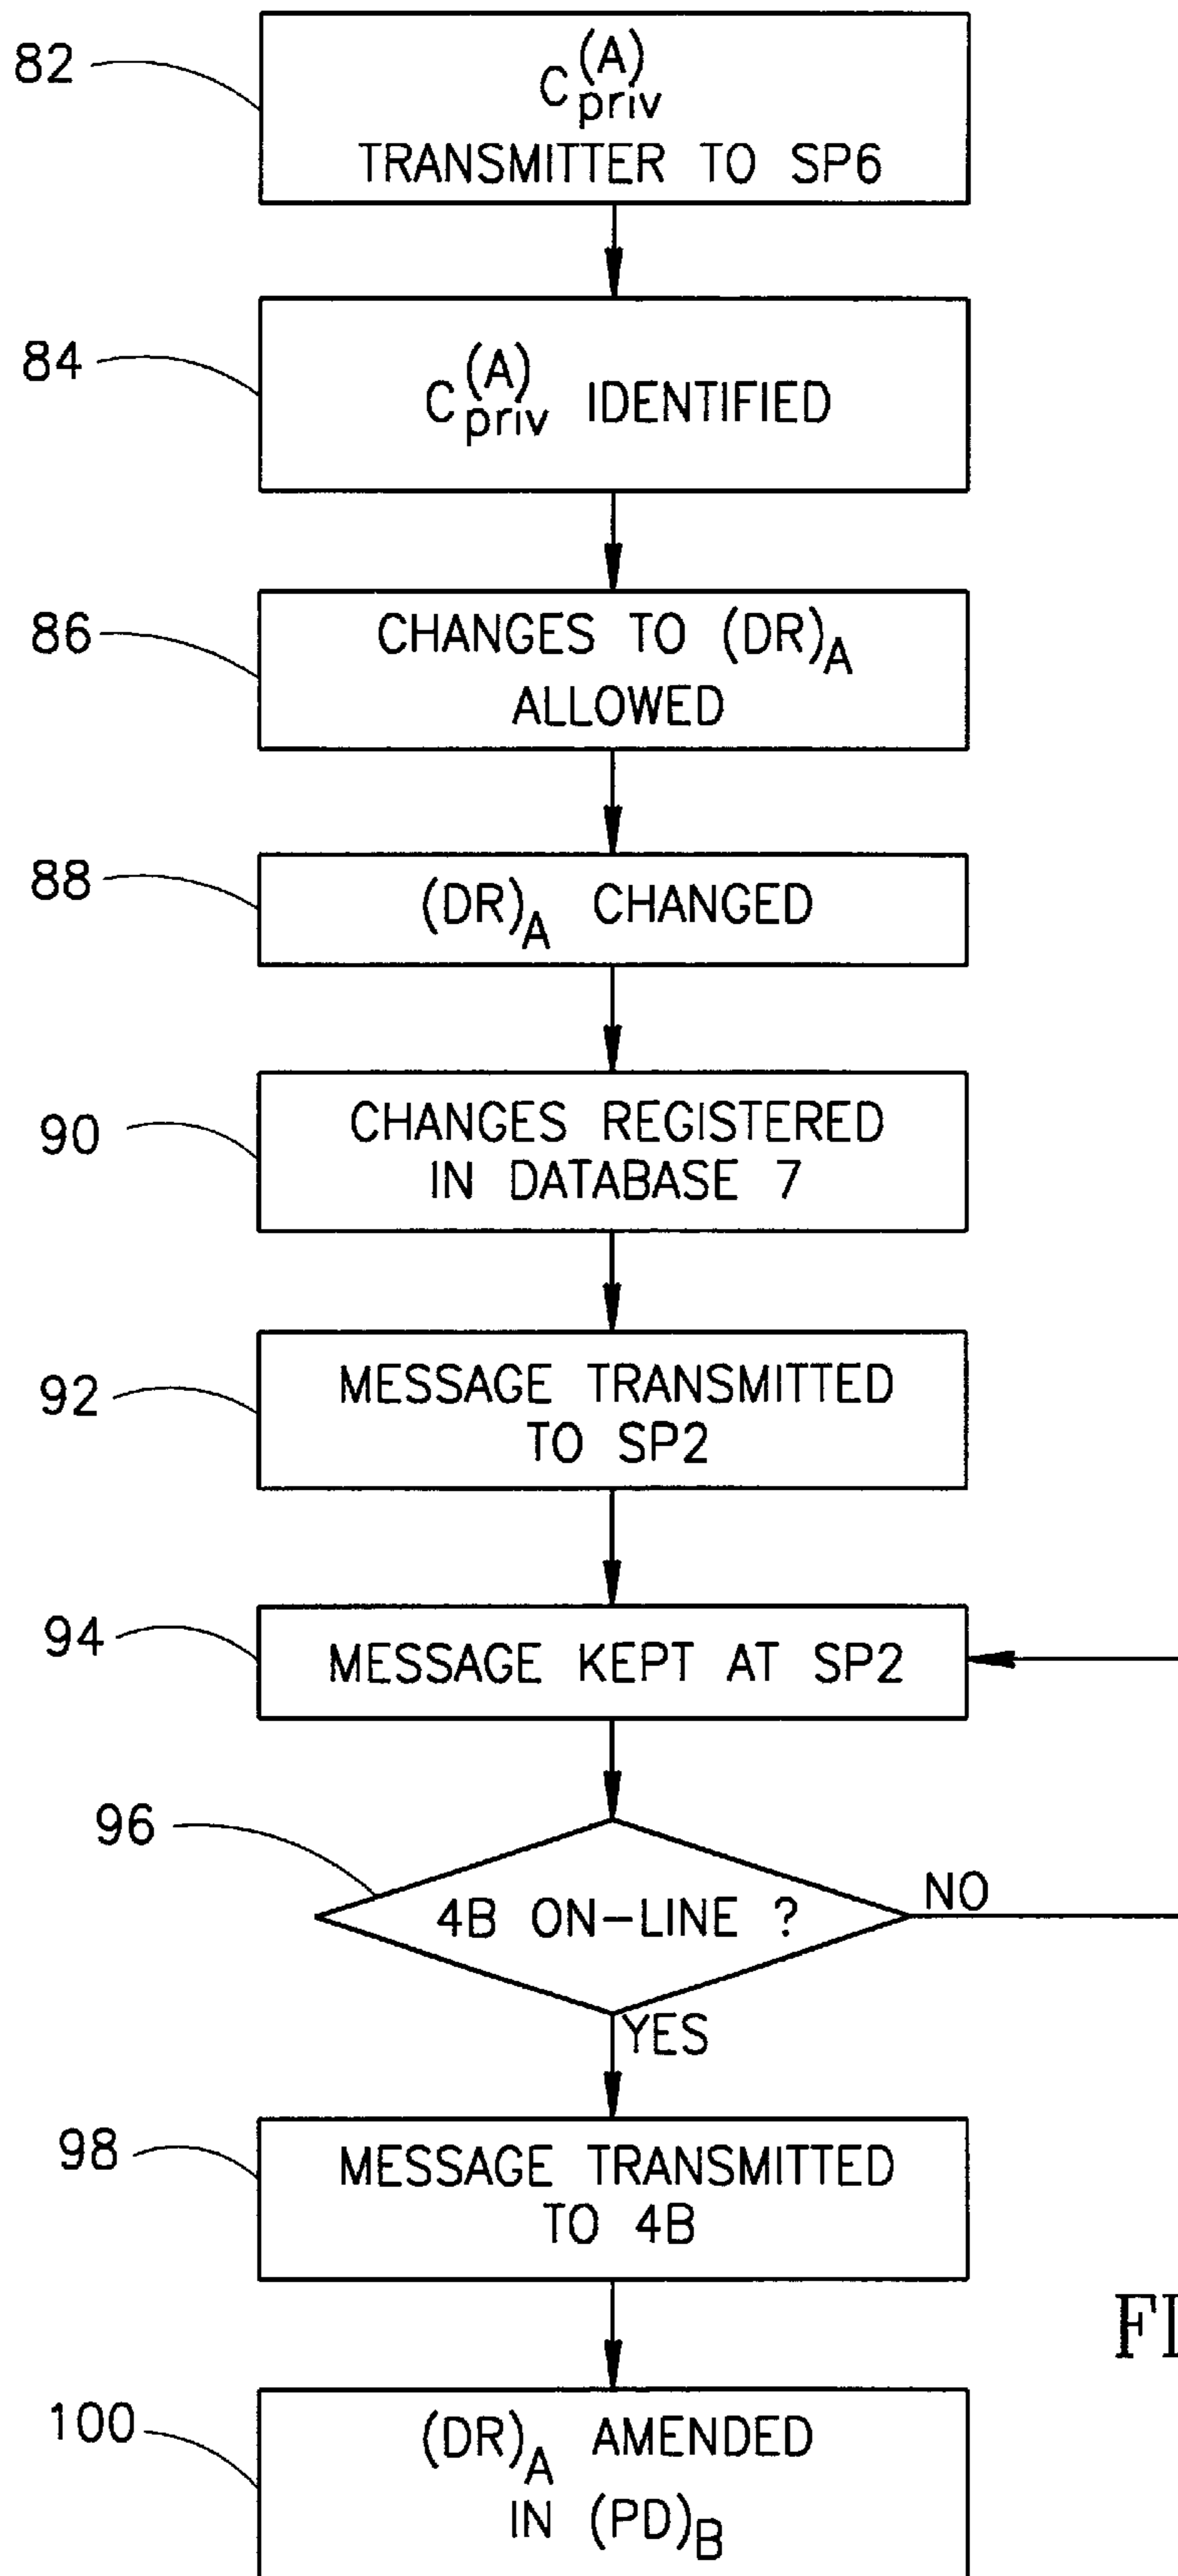 82
C(A)priv
TRANSMITTER TO SP6
84
C(A)priv IDENTIFIED
86
CHANGES TO (DR)A
ALLOWED
88
(DR)A CHANGED
90
CHANGES REGISTERED
IN DATABASE 7
92
MESSAGE TRANSMITTED
TO SP2
94
MESSAGE KEPT AT SP2
96
4B ON-LINE ?
NO
YES
98
MESSAGE TRANSMITTED
TO 4B
100
(DR)A AMENDED
IN (PD)B